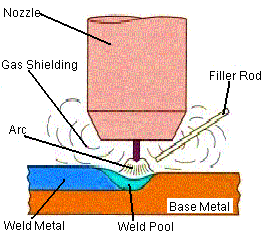 Nozzle
Gas Shielding
Filler Rod
Arc
Base Metal
Weld Metal
Weld Pool